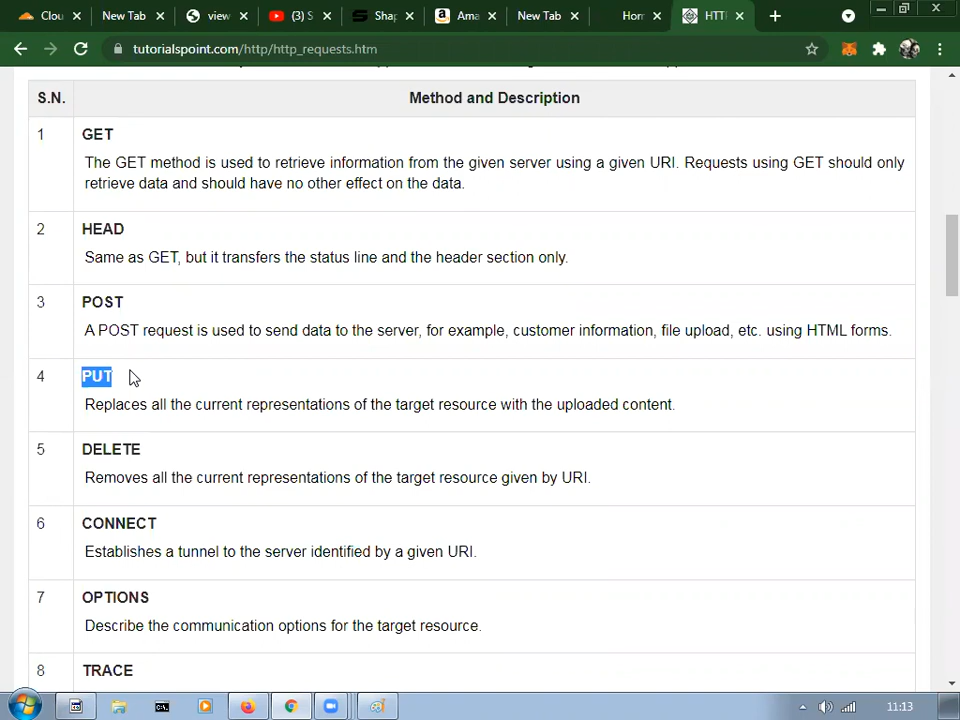 Clou
New Tab
view
(3) S
Shap
Ama
New Tab
Hom
HTT
tutorialspoint.com/http/http_requests.htm
S.N. Method and Description
1 GET
The GET method is used to retrieve information from the given server using a given URI. Requests using GET should only
retrieve data and should have no other effect on the data.
2 HEAD
Same as GET, but it transfers the status line and the header section only.
3 POST
A POST request is used to send data to the server, for example, customer information, file upload, etc. using HTML forms.
4 PUT
Replaces all the current representations of the target resource with the uploaded content.
5 DELETE
Removes all the current representations of the target resource given by URI.
6 CONNECT
Establishes a tunnel to the server identified by a given URI.
7 OPTIONS
Describe the communication options for the target resource.
8 TRACE
11:13